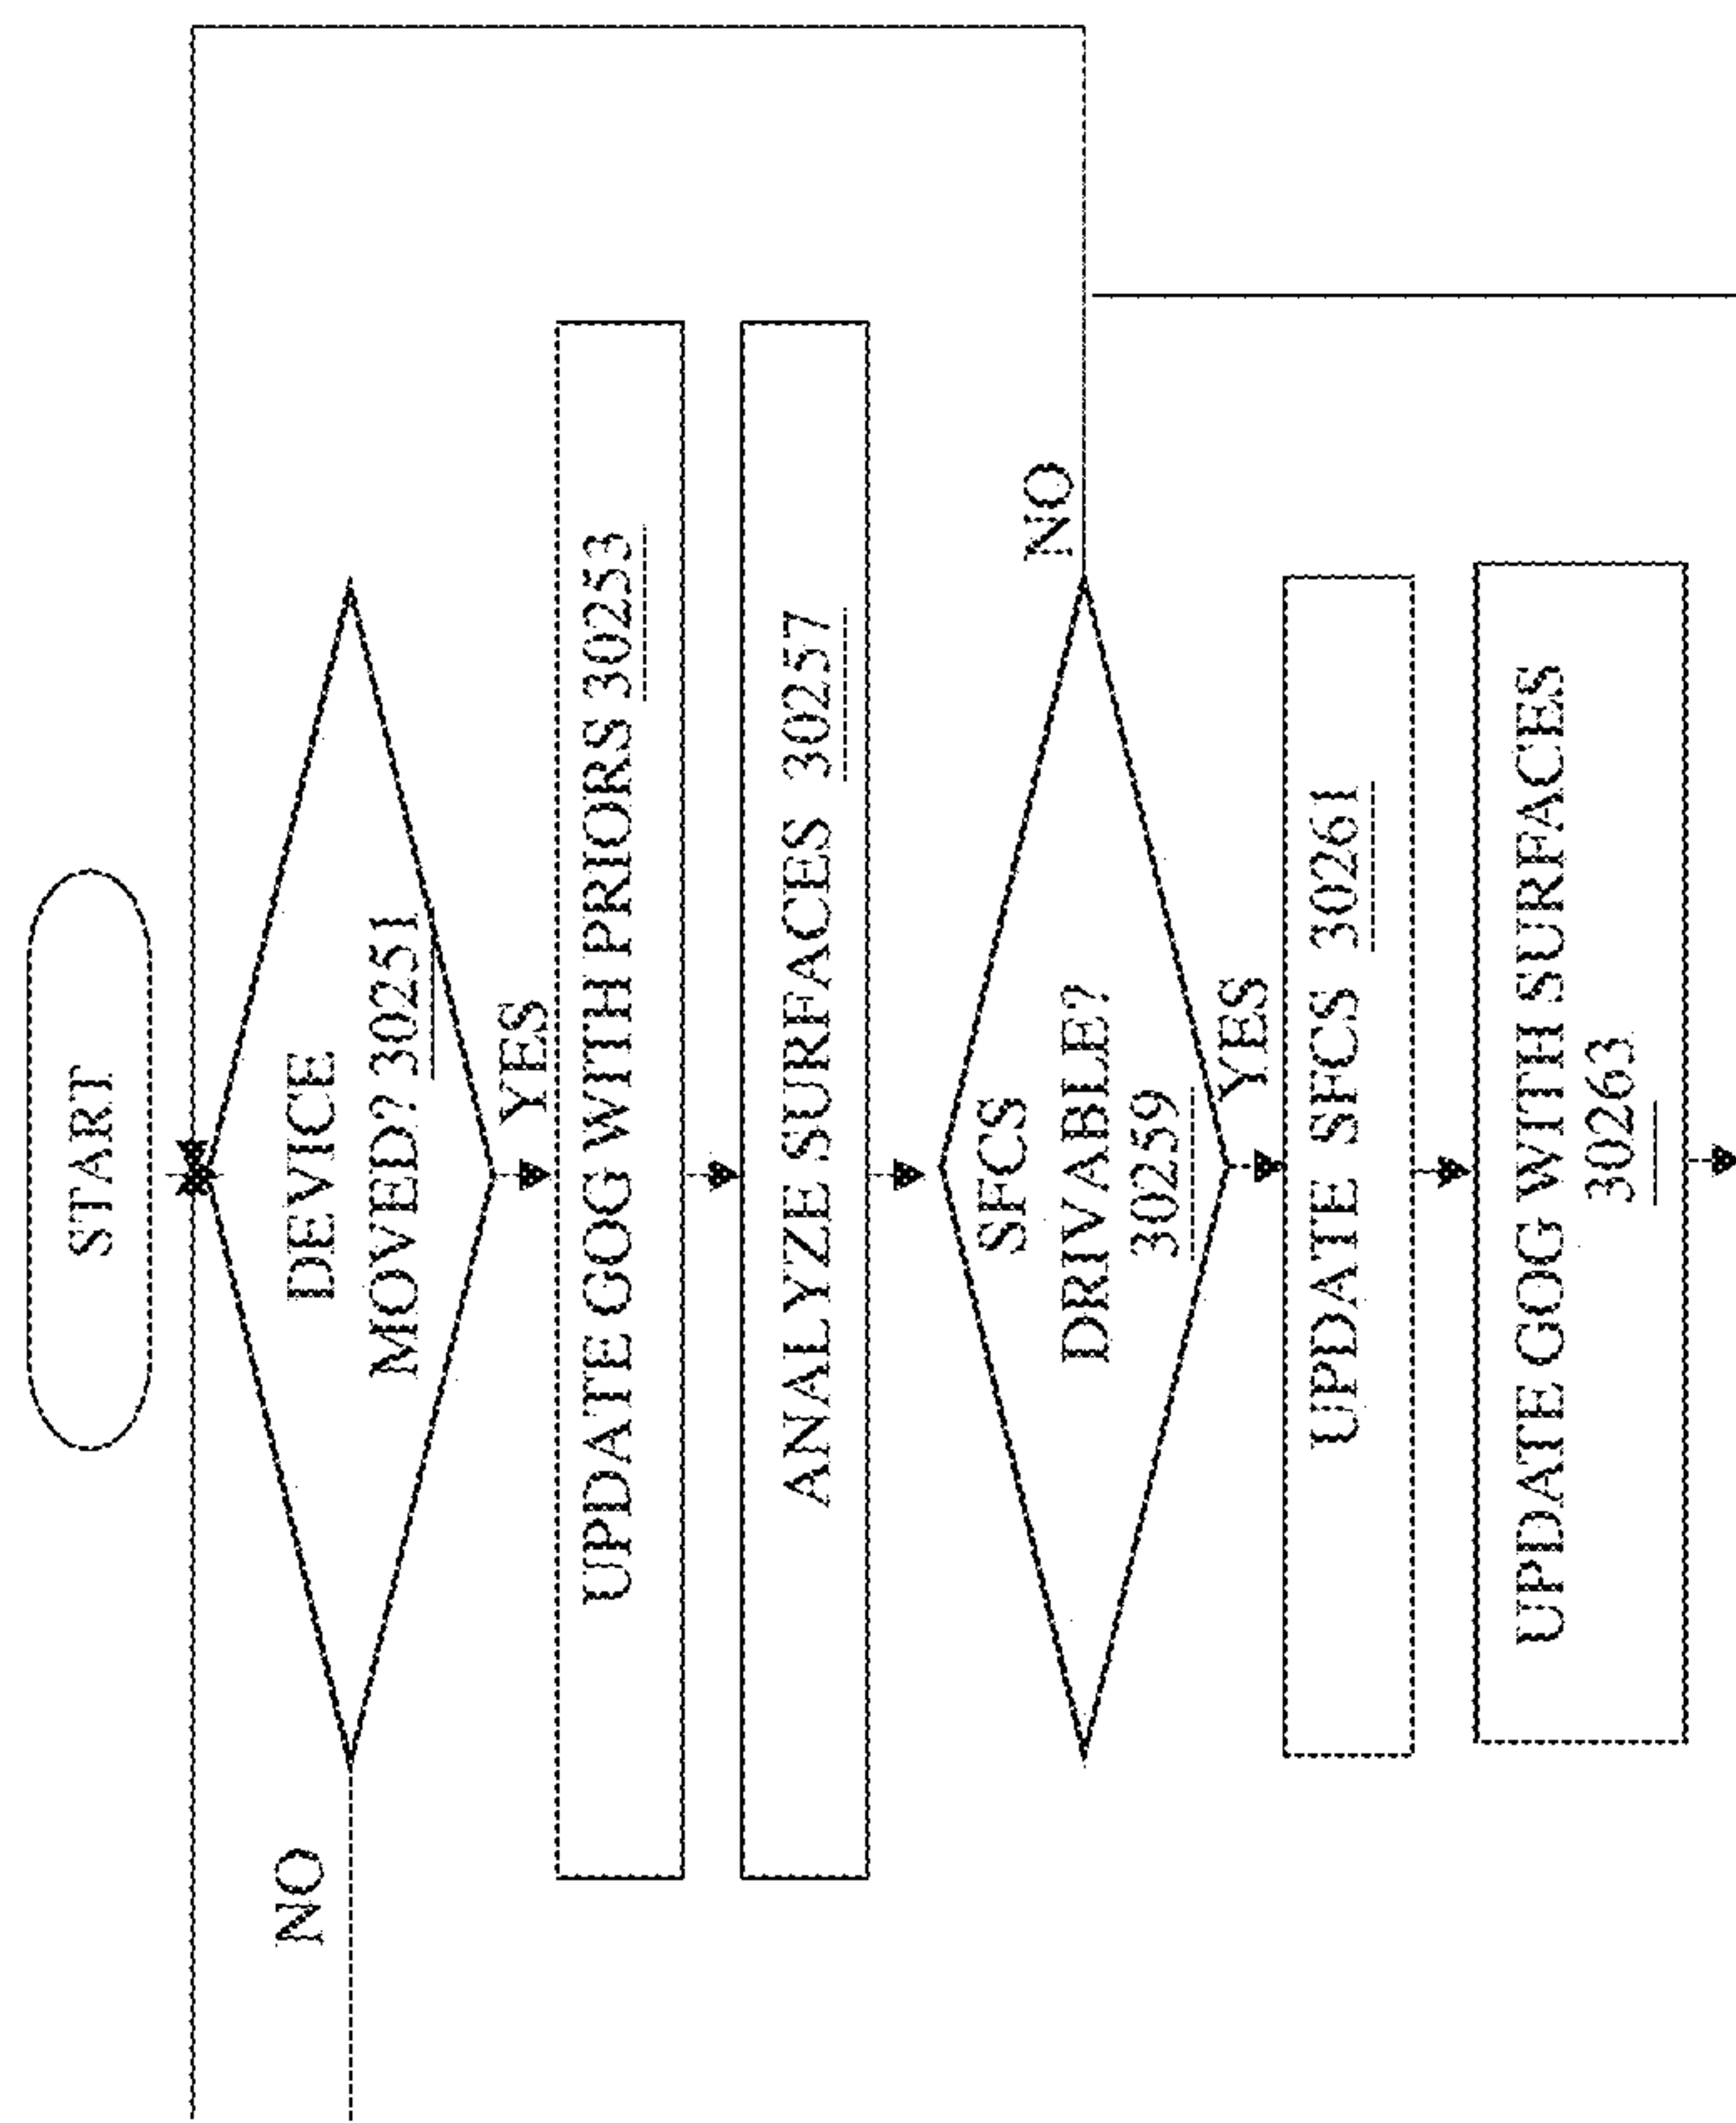 START
DEVICE
MOVED? 30251
NO
YES
UPDATE GOG WITH PRIORS 30253
ANALYZE SURFACES 30257
SFCS
DRIVABLE?
30259
NO
YES
UPDATE SFCS 30261
UPDATE GOG WITH SURFACES
30263